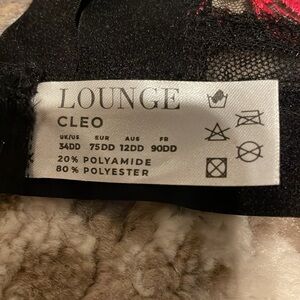 LOUNGE
CLEO
UK/US EUR AUS FR
34DD 75DD 12DD 90DD
20% POLYAMIDE
80% POLYESTER